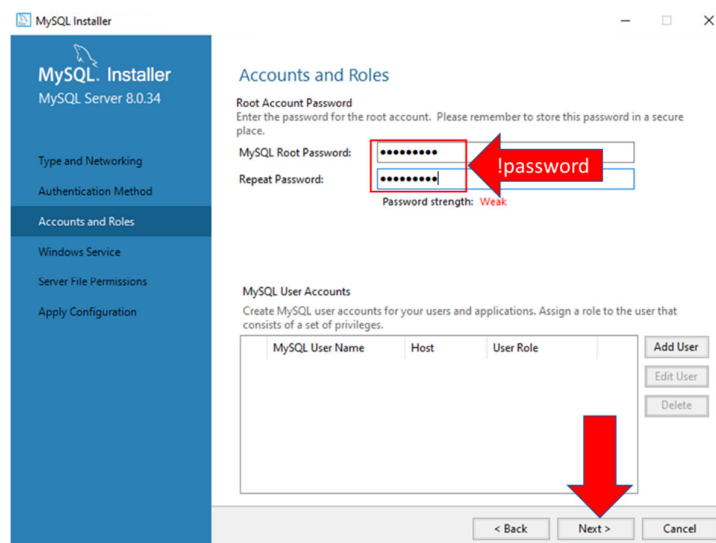 MySQL Installer
MySQL. Installer
MySQL Server 8.0.34
Type and Networking
Authentication Method
Accounts and Roles
Windows Service
Server File Permissions
Apply Configuration
Accounts and Roles
Root Account Password
Enter the password for the root account. Please remember to store this password in a secure
place.
MySQL Root Password: •••••••••
!password
Repeat Password: •••••••••
Password strength: Weak
MySQL User Accounts
Create MySQL user accounts for your users and applications. Assign a role to the user that
consists of a set of privileges.
MySQL User Name Host User Role
Add User
Edit User
Delete
< Back Next > Cancel